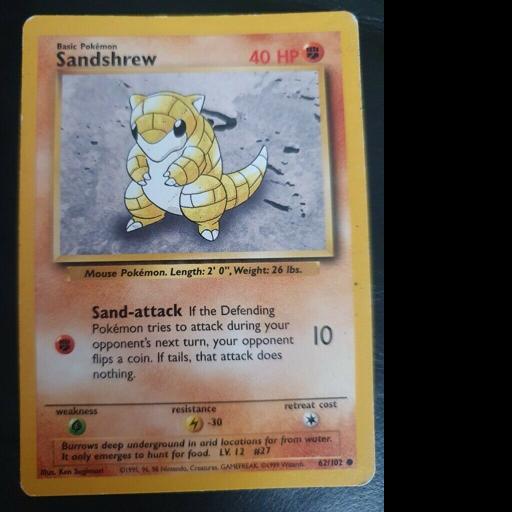 Basic Pokémon
Sandshrew 40 HP
Mouse Pokémon. Length: 2' 0", Weight: 26 lbs.
Sand-attack If the Defending
Pokémon tries to attack during your
opponent's next turn, your opponent
flips a coin. If tails, that attack does
nothing.
10
weakness resistance retreat cost
-30
Burrows deep underground in arid locations far from water.
It only emerges to hunt for food. LV. 12 #27
Illus. Ken Sugimori ©1995, 96, 98 Nintendo, Creatures, GAMEFREAK. ©1999 Wizards. 62/102